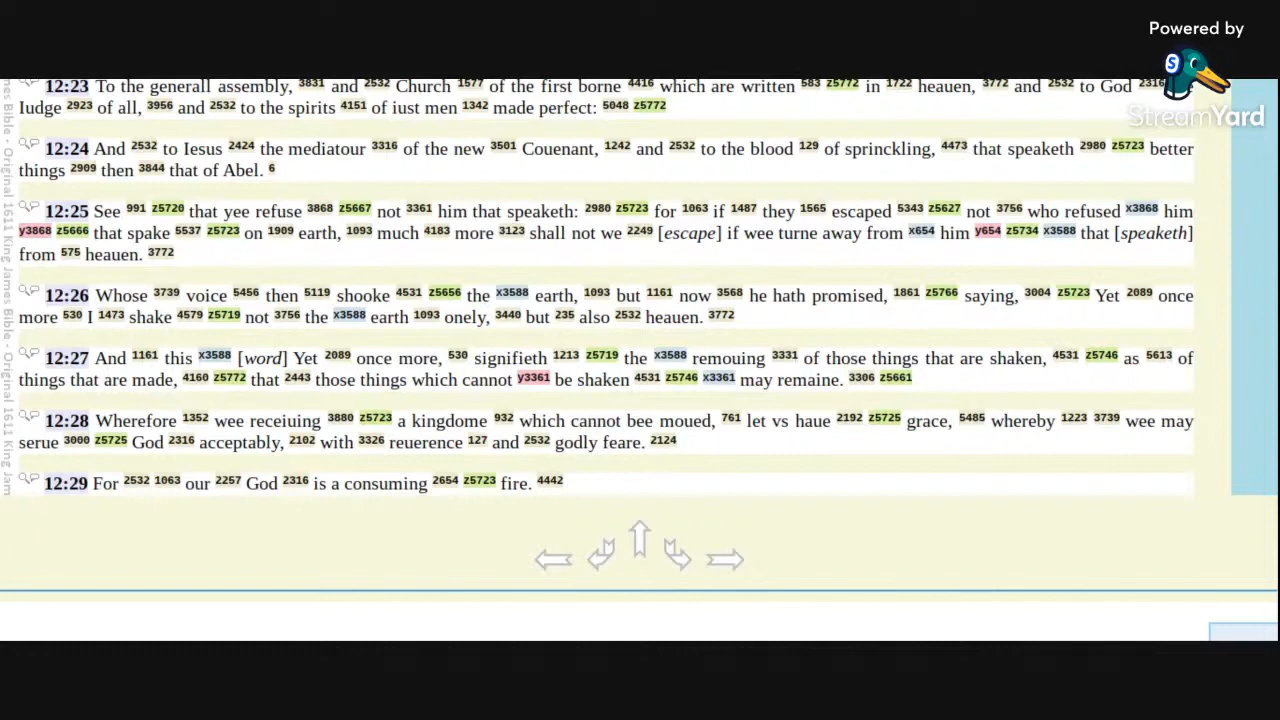 Powered by
S
StreamYard
12:23 To the generall assembly, 3831 and 2532 Church 1577 of the first borne 4416 which are written 583 z5772 in 1722 heauen, 3772 and 2532 to God 2316
Iudge 2923 of all, 3956 and 2532 to the spirits 4151 of iust men 1342 made perfect: 5048 z5772
12:24 And 2532 to Iesus 2424 the mediatour 3316 of the new 3501 Couenant, 1242 and 2532 to the blood 129 of sprinckling, 4473 that speaketh 2980 z5723 better
things 2909 then 3844 that of Abel. 6
12:25 See 991 z5720 that yee refuse 3868 z5667 not 3361 him that speaketh: 2980 z5723 for 1063 if 1487 they 1565 escaped 5343 z5627 not 3756 who refused x3868 him
y3868 z5666 that spake 5537 z5723 on 1909 earth, 1093 much 4183 more 3123 shall not we 2249 [escape] if wee turne away from x654 him y654 z5734 x3588 that [speaketh]
from 575 heauen. 3772
12:26 Whose 3739 voice 5456 then 5119 shooke 4531 z5656 the x3588 earth, 1093 but 1161 now 3568 he hath promised, 1861 z5766 saying, 3004 z5723 Yet 2089 once
more 530 I 1473 shake 4579 z5719 not 3756 the x3588 earth 1093 onely, 3440 but 235 also 2532 heauen. 3772
12:27 And 1161 this x3588 [word] Yet 2089 once more, 530 signifieth 1213 z5719 the x3588 remouing 3331 of those things that are shaken, 4531 z5746 as 5613 of
things that are made, 4160 z5772 that 2443 those things which cannot y3361 be shaken 4531 z5746 x3361 may remaine. 3306 z5661
12:28 Wherefore 1352 wee receiuing 3880 z5723 a kingdome 932 which cannot bee moued, 761 let vs haue 2192 z5725 grace, 5485 whereby 1223 3739 wee may
serue 3000 z5725 God 2316 acceptably, 2102 with 3326 reuerence 127 and 2532 godly feare. 2124
12:29 For 2532 1063 our 2257 God 2316 is a consuming 2654 z5723 fire. 4442
James Bible - Original 1611 King James Bible - Original 1611 King Jam